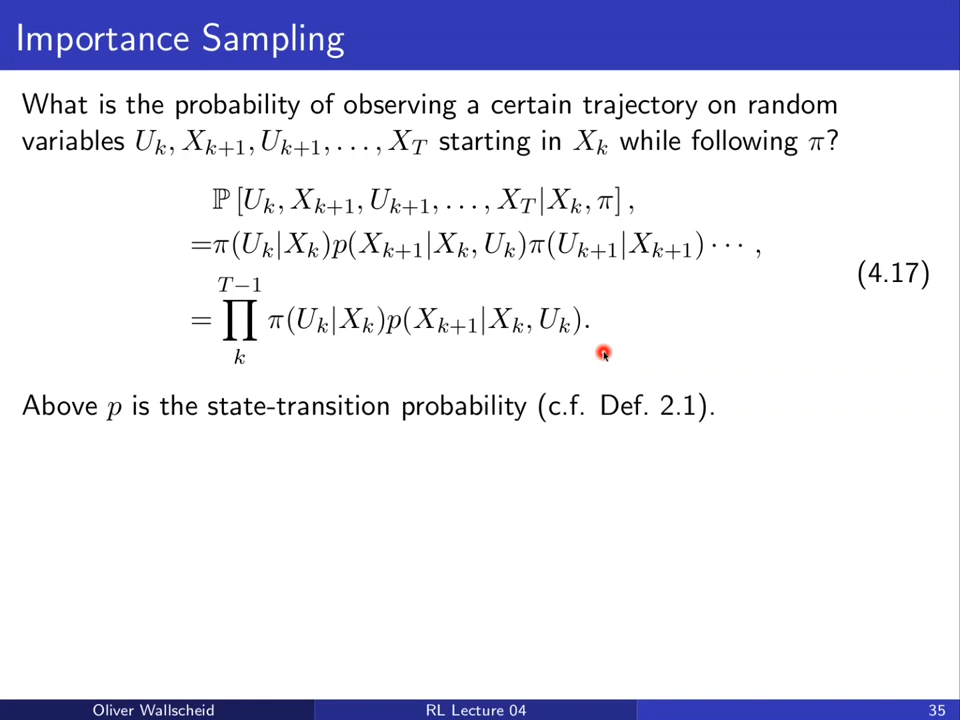 Importance Sampling
What is the probability of observing a certain trajectory on random
variables U_k, X_{k+1}, U_{k+1}, ..., X_T starting in X_k while following π?
ℙ [U_k, X_{k+1}, U_{k+1}, ..., X_T|X_k, π] ,
=π(U_k|X_k)p(X_{k+1}|X_k, U_k)π(U_{k+1}|X_{k+1}) ··· ,
(4.17)
= ∏_k^{T−1} π(U_k|X_k)p(X_{k+1}|X_k, U_k).
Above p is the state-transition probability (c.f. Def. 2.1).
Oliver Wallscheid RL Lecture 04 35